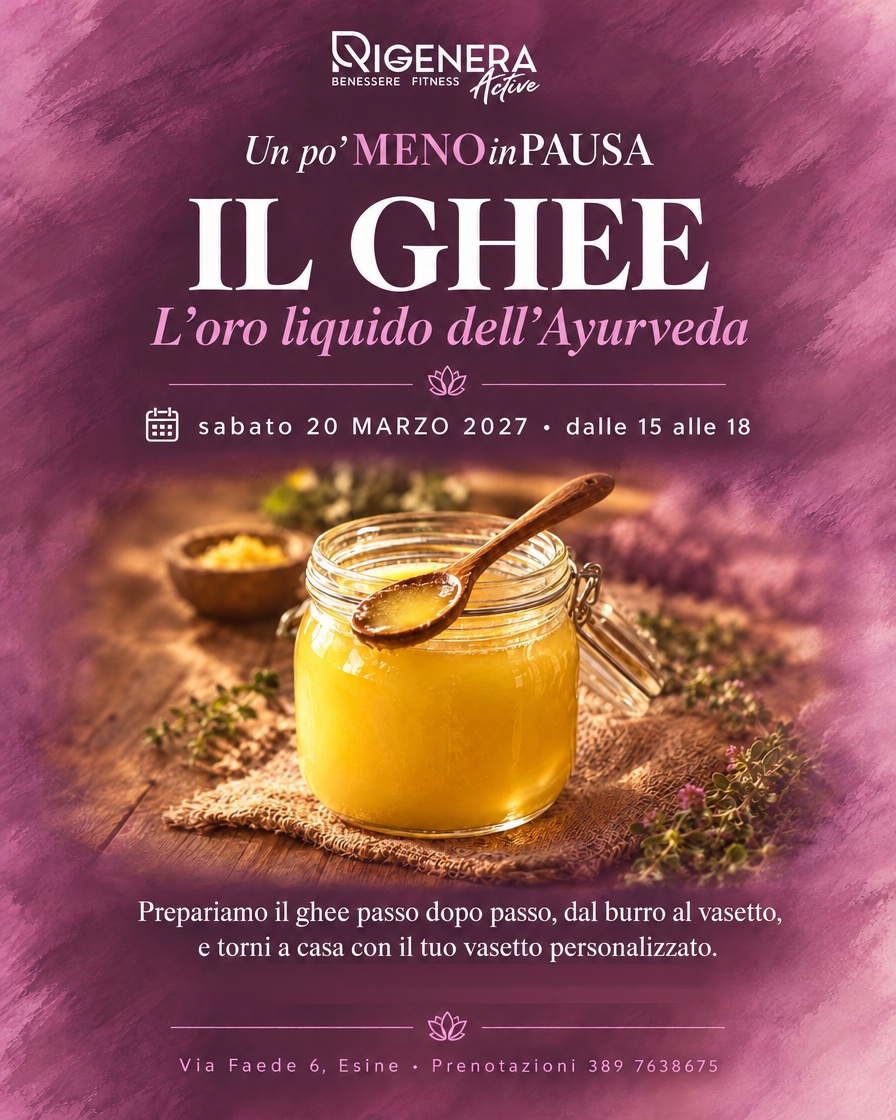 RIGENERA
BENESSERE FITNESS Active
Un po' MENO in PAUSA
IL GHEE
L'oro liquido dell'Ayurveda
sabato 20 MARZO 2027 • dalle 15 alle 18
Prepariamo il ghee passo dopo passo, dal burro al vasetto,
e torni a casa con il tuo vasetto personalizzato.
Via Faede 6, Esine • Prenotazioni 389 7638675